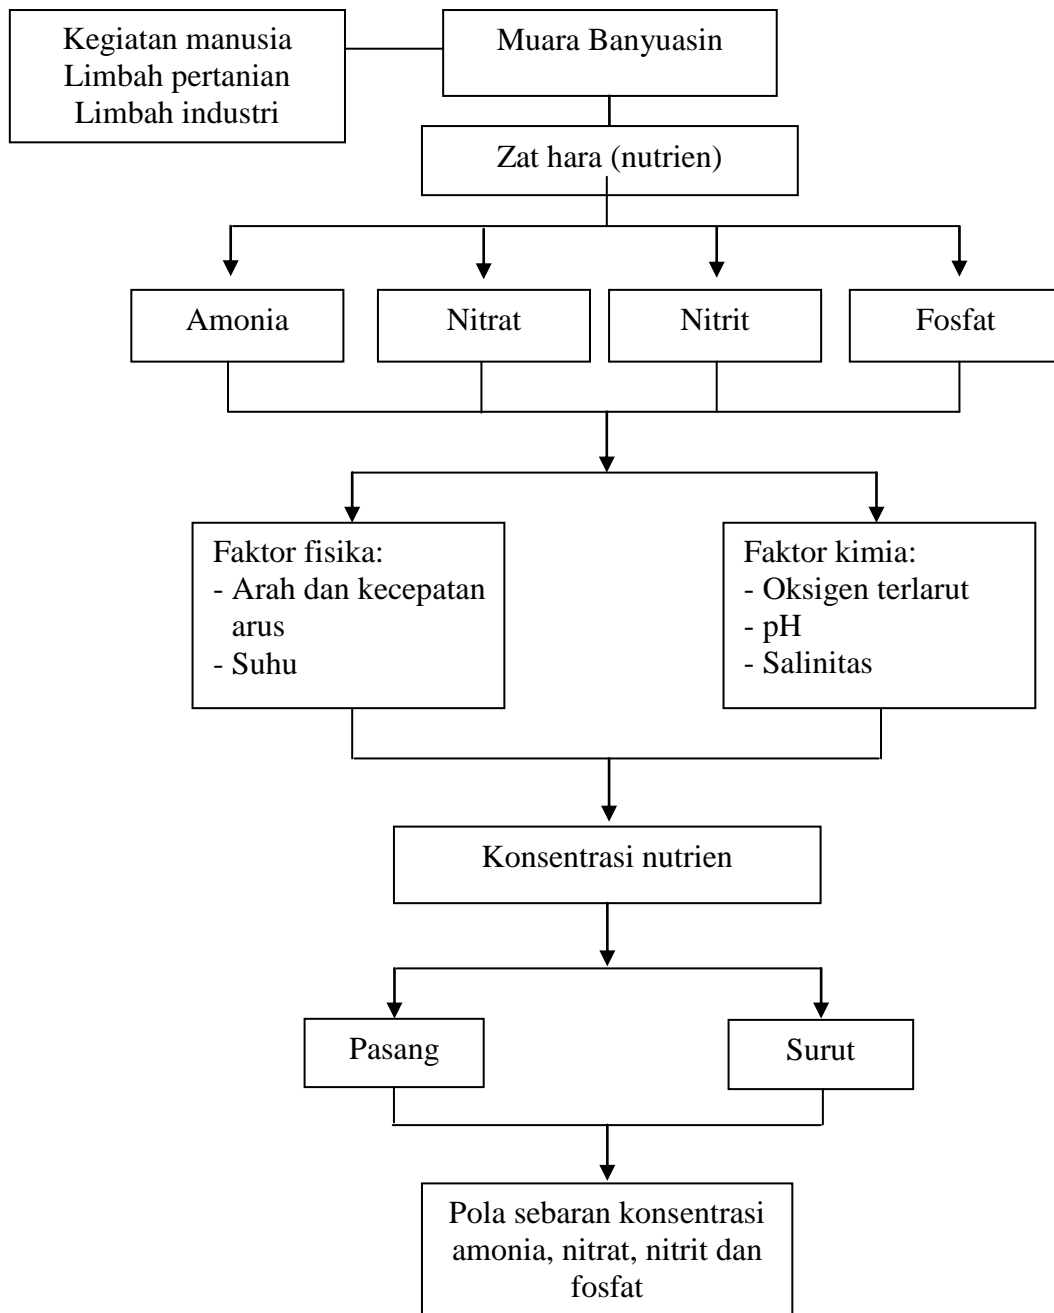 Kegiatan manusia
Limbah pertanian
Limbah industri
Muara Banyuasin
Zat hara (nutrien)
Amonia
Nitrat
Nitrit
Fosfat
Faktor fisika:
- Arah dan kecepatan
arus
- Suhu
Faktor kimia:
- Oksigen terlarut
- pH
- Salinitas
Konsentrasi nutrien
Pasang
Surut
Pola sebaran konsentrasi
amonia, nitrat, nitrit dan
fosfat